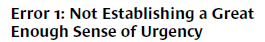 Error 1: Not Establishing a Great
Enough Sense of Urgency